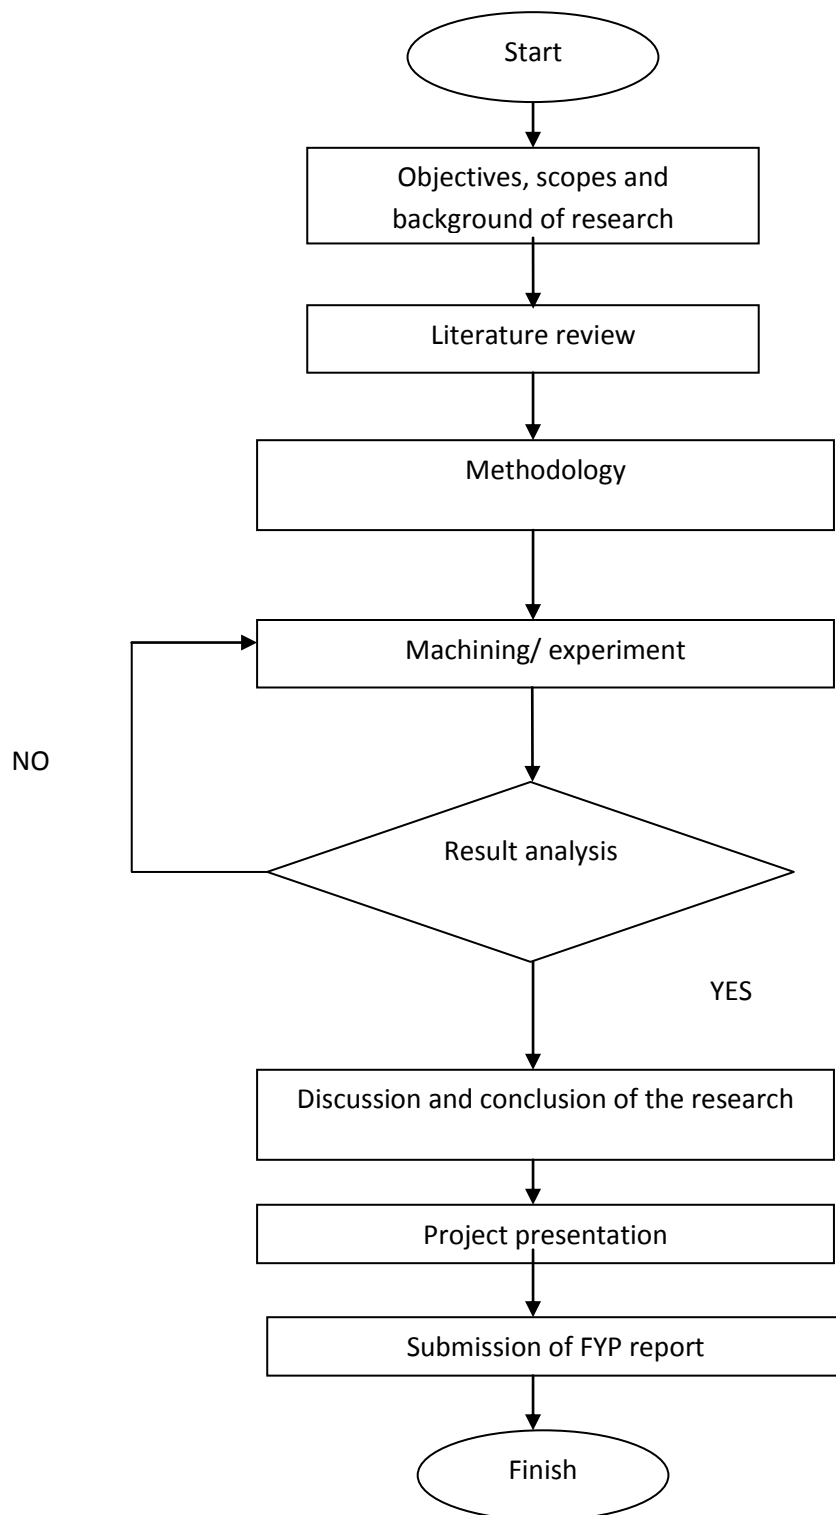 Start
Objectives, scopes and
background of research
Literature review
Methodology
Machining/ experiment
NO
Result analysis
YES
Discussion and conclusion of the research
Project presentation
Submission of FYP report
Finish